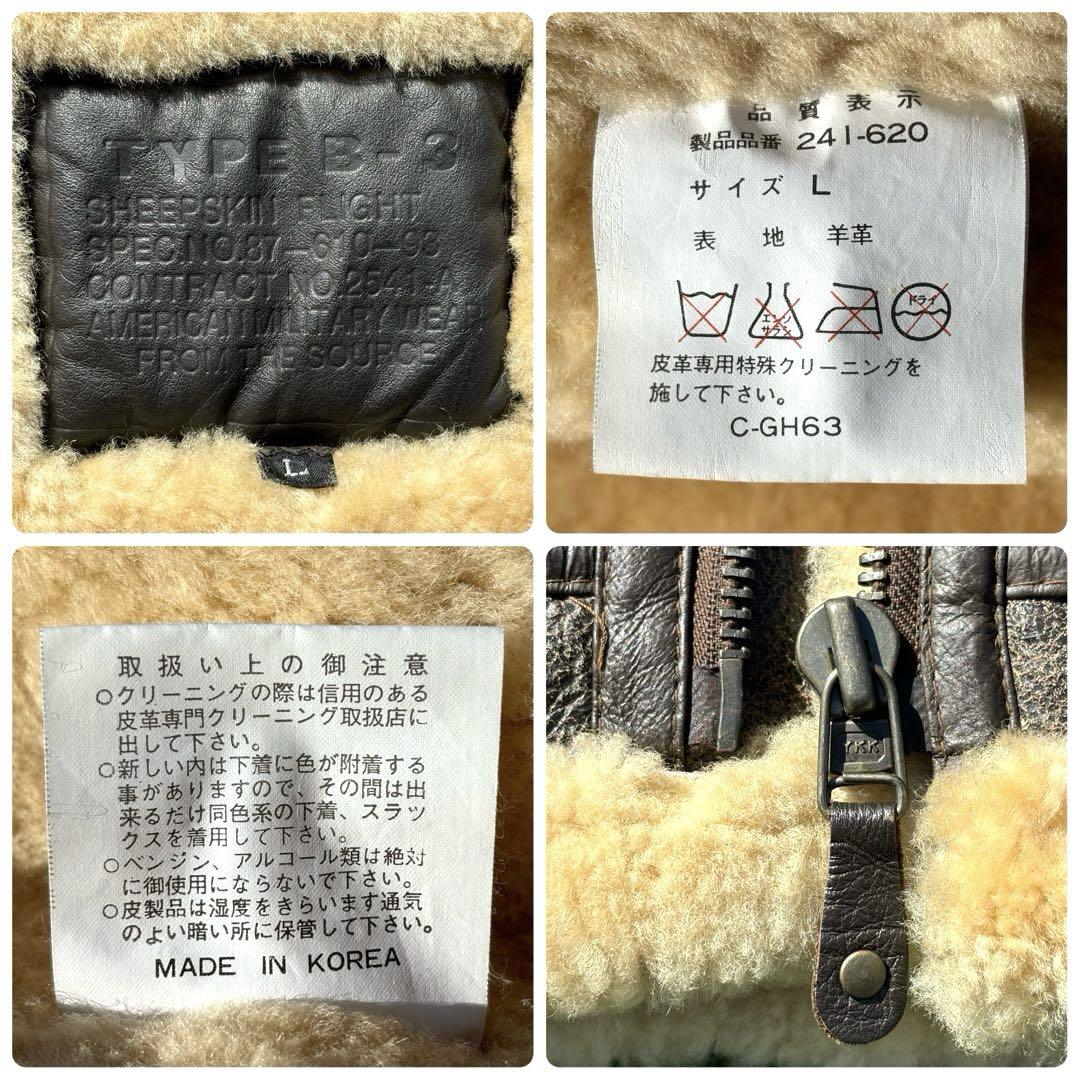 TYPE B-3
SHEEPSKIN FLIGHT
SPEC.NO.87-610-93
CONTTRACT NO.2541-A
AMERICAN MILITARY WEAR
FROM THE SOURCE
L
品質表示
製品品番 241-620
サイズ L
表 地 羊革
エンソ
サラン
ドライ
皮革専用特殊クリーニングを
施して下さい。
C-GH63
取扱い上の御注意
○クリーニングの際は信用のある
皮革専門クリーニング取扱店に
出して下さい。
○新しい内は下着に色が附着する
事がありますので、その間は出
来るだけ同色系の下着、スラッ
クスを着用して下さい。
○ベンジン、アルコール類は絶対
に御使用にならないで下さい。
○皮製品は湿度をきらいます通気
のよい暗い所に保管して下さい。
MADE IN KOREA
YKK